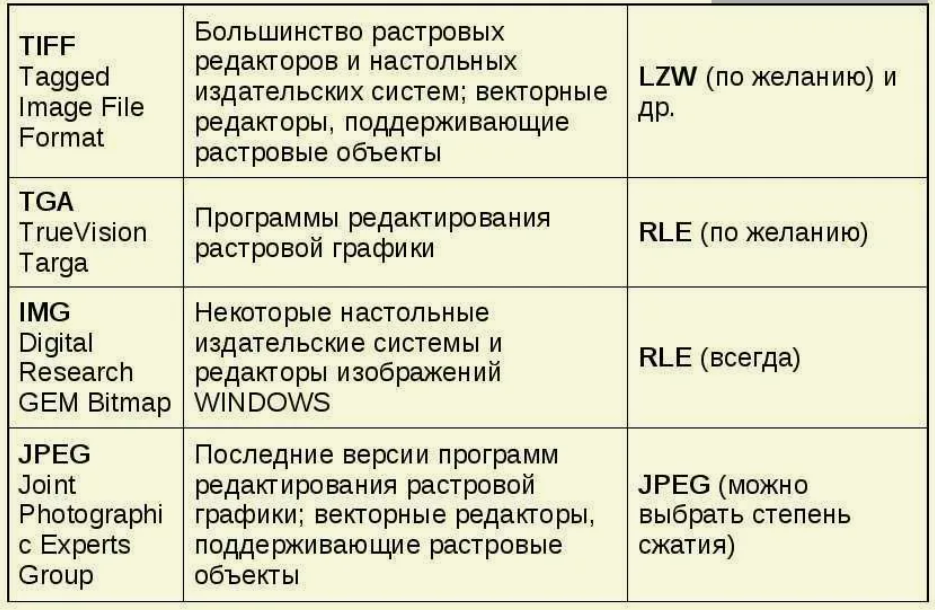 TIFF
Tagged
Image File
Format
Большинство растровых
редакторов и настольных
издательских систем; векторные
редакторы, поддерживающие
растровые объекты
LZW (по желанию) и
др.
TGA
TrueVision
Targa
Программы редактирования
растровой графики
RLE (по желанию)
IMG
Digital
Research
GEM Bitmap
Некоторые настольные
издательские системы и
редакторы изображений
WINDOWS
RLE (всегда)
JPEG
Joint
Photographi
c Experts
Group
Последние версии программ
редактирования растровой
графики; векторные редакторы,
поддерживающие растровые
объекты
JPEG (можно
выбрать степень
сжатия)